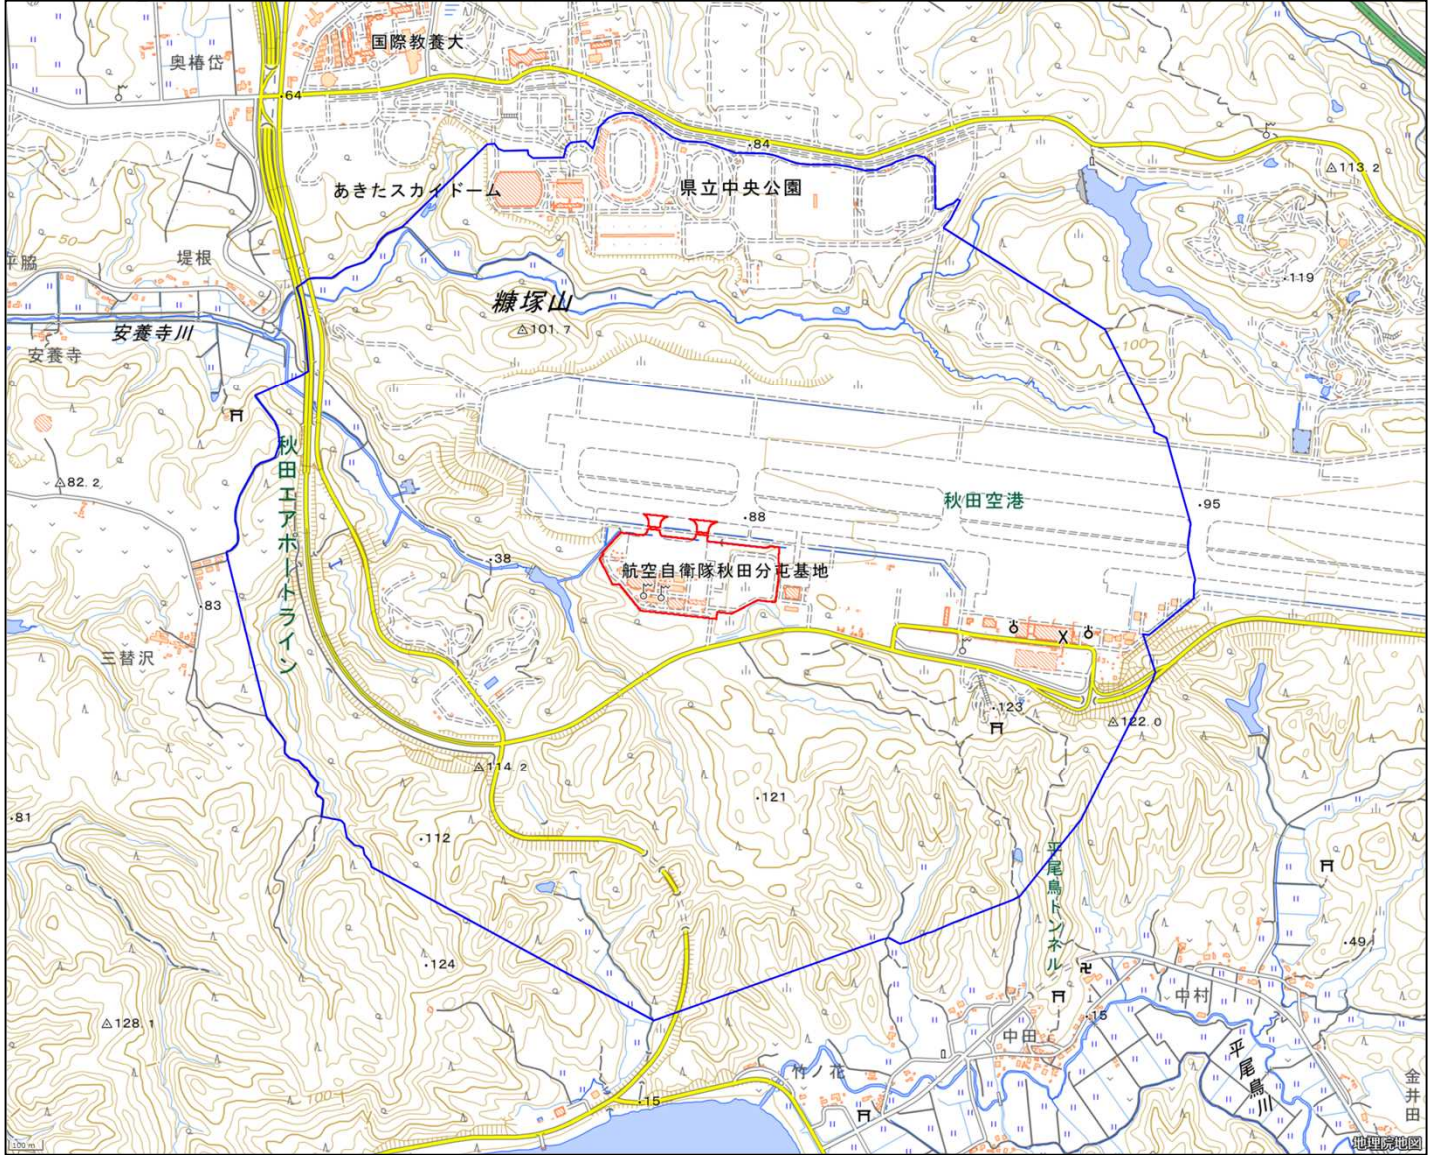 国際教養大
奥椿岱
64
84
113.2
あきたスカイドーム
県立中央公園
50
平脇
堤根
119
糠塚山
101.7
安養寺川
100
安養寺
秋田エアポートライン
82.2
秋田空港
95
88
38
航空自衛隊秋田分屯基地
83
三替沢
123
122.0
114.2
121
81
112
平尾鳥トンネル
49
124
中村
15
128.1
中田
平尾鳥川
竹ノ花
金井田
100
15
100 m
地理院地図